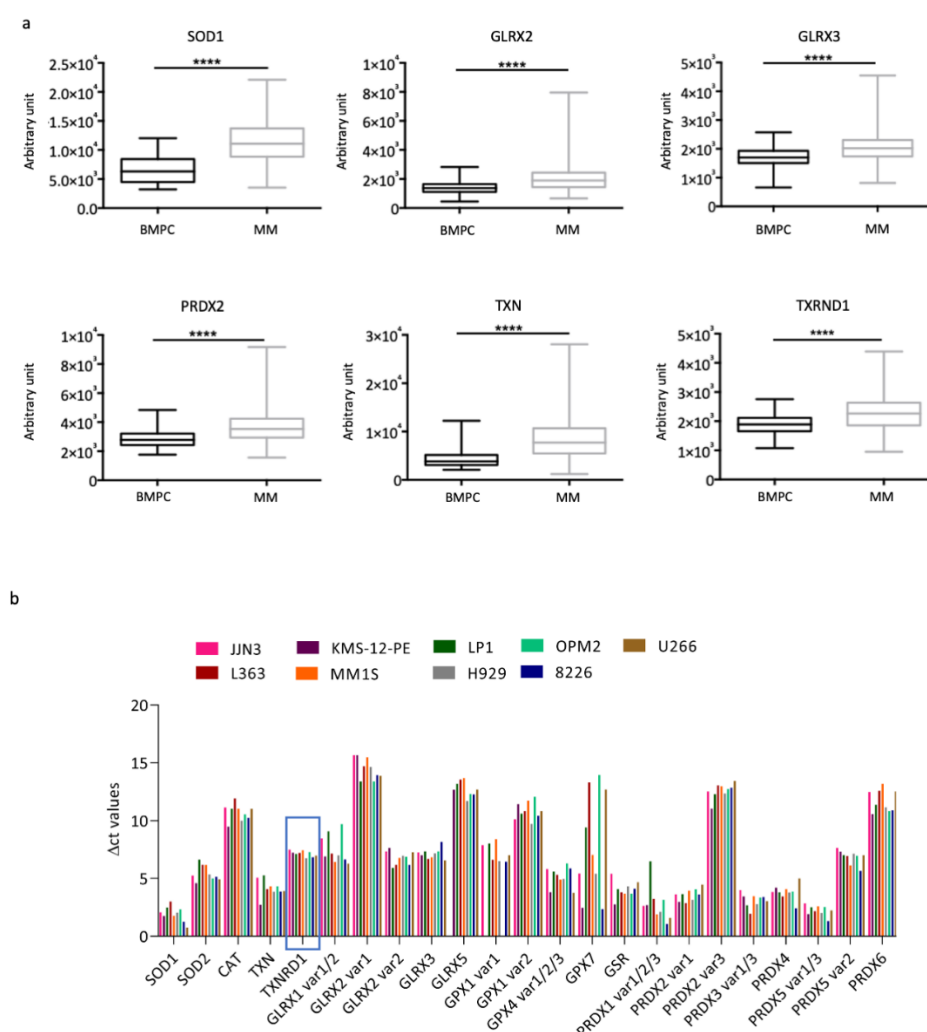 a
SOD1
GLRX2
GLRX3
2.5×10⁴
2.0×10⁴
1.5×10⁴
1.0×10⁴
5.0×10³
0.0
Arbitrary unit
****
BMPC
MM
1×10⁴
8×10³
6×10³
4×10³
2×10³
0
Arbitrary unit
****
BMPC
MM
5×10³
4×10³
3×10³
2×10³
1×10³
0
Arbitrary unit
****
BMPC
MM
PRDX2
TXN
TXRND1
1×10⁴
8×10³
6×10³
4×10³
2×10³
0
Arbitrary unit
****
BMPC
MM
3×10⁴
2×10⁴
1×10⁴
0
Arbitrary unit
****
BMPC
MM
5×10³
4×10³
3×10³
2×10³
1×10³
0
Arbitrary unit
****
BMPC
MM
b
JJN3
KMS-12-PE
LP1
OPM2
U266
L363
MM1S
H929
8226
Δct values
20
15
10
5
0
SOD1
SOD2
CAT
TXN
TXNRD1
GLRX1 var1/2
GLRX2 var1
GLRX2 var2
GLRX3
GLRX5
GPX1 var1
GPX1 var2
GPX4 var1/2/3
GPX7
GSR
PRDX1 var1/2/3
PRDX2 var1
PRDX2 var3
PRDX3 var1/3
PRDX4
PRDX5 var1/3
PRDX5 var2
PRDX6